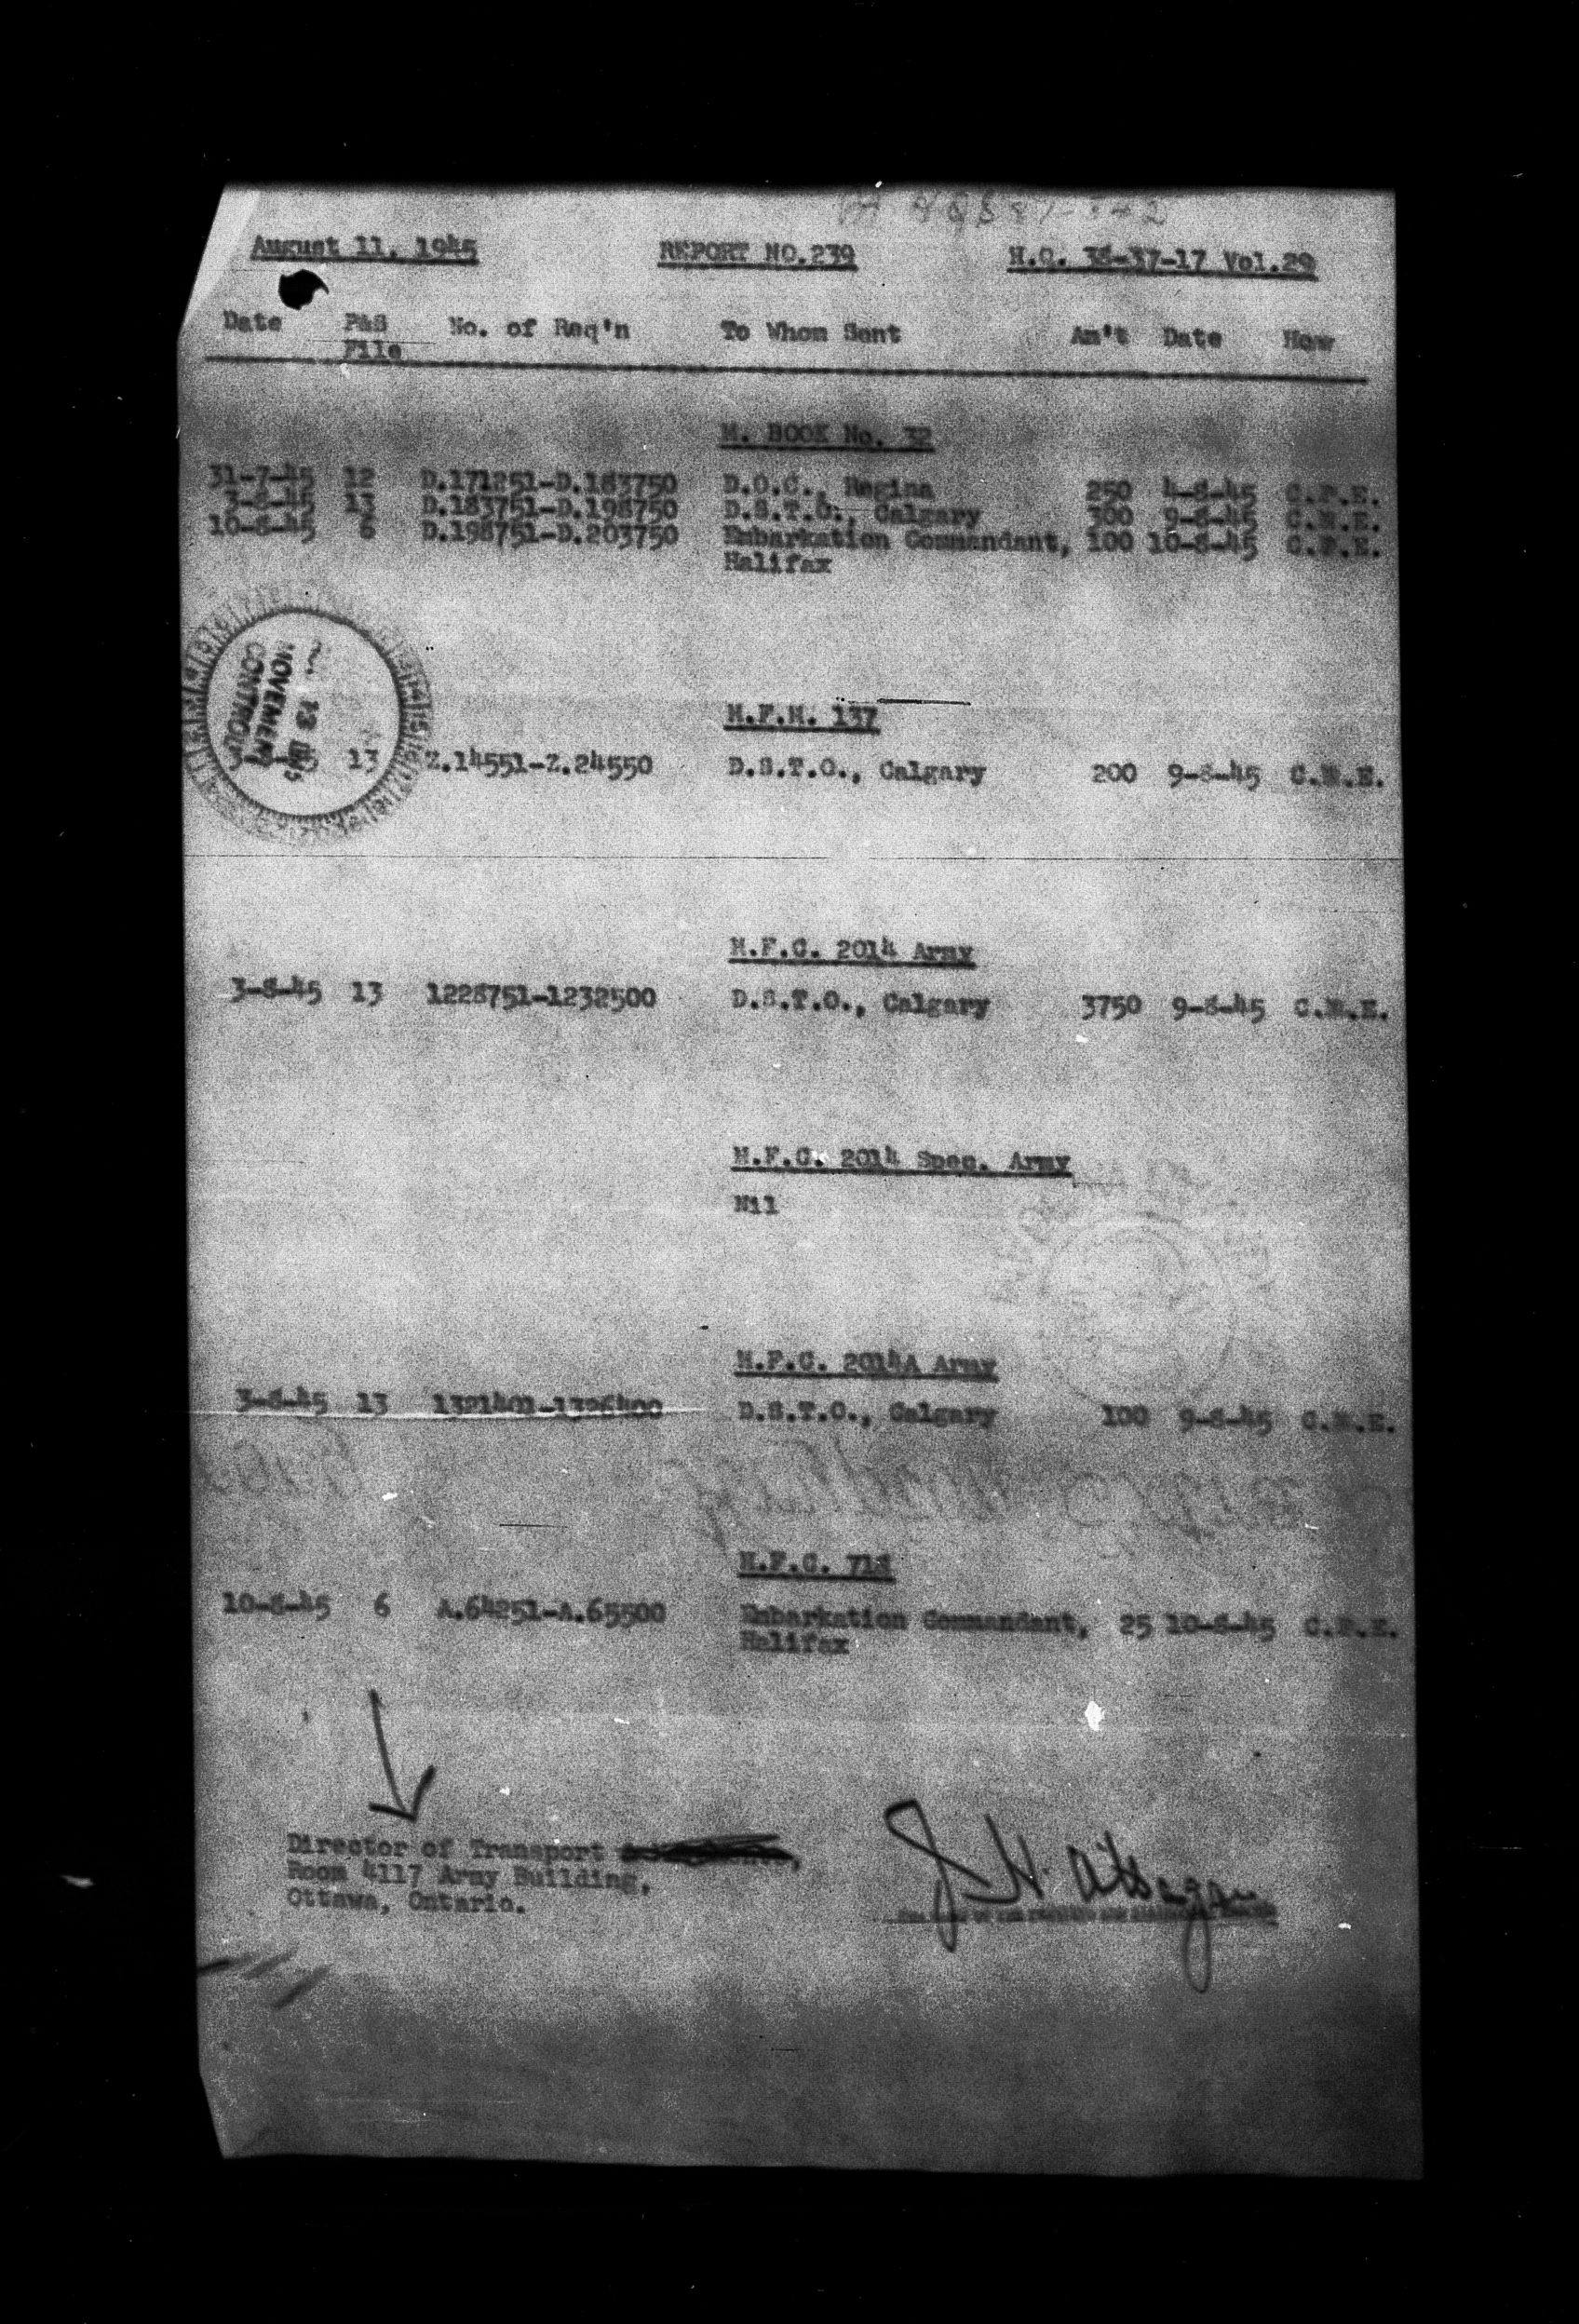 August 11, 1945 REPORT NO.239 H.Q. 38-37-17 Vol.29
Date P&S File No. of Req'n To Whom Sent Am't Date How
M. BOOK No. 32
31-7-45 12 D.171251-D.183750 D.O.C., Regina 250 4-8-45 C.P.E.
3-8-45 13 D.183751-D.198750 D.S.T.O., Calgary 300 9-8-45 C.N.E.
10-8-45 6 D.198751-D.203750 Embarkation Commandant, 100 10-8-45 C.P.E.
Halifax
MOVEMENT
CONTROL
13
M.F.M. 137
13 Z.14551-Z.24550 D.S.T.O., Calgary 200 9-8-45 C.N.E.
M.F.C. 2014 Army
3-8-45 13 1228751-1232500 D.S.T.O., Calgary 3750 9-8-45 C.N.E.
M.F.C. 2014 Spec. Army
Nil
M.F.C. 2014A Army
3-8-45 13 1321401-1326400 D.S.T.O., Calgary 100 9-8-45 C.N.E.
M.F.C. 718
10-8-45 6 A.64251-A.65500 Embarkation Commandant, 25 10-8-45 C.P.E.
Halifax
Director of Transport
Room 4117 Army Building,
Ottawa, Ontario.